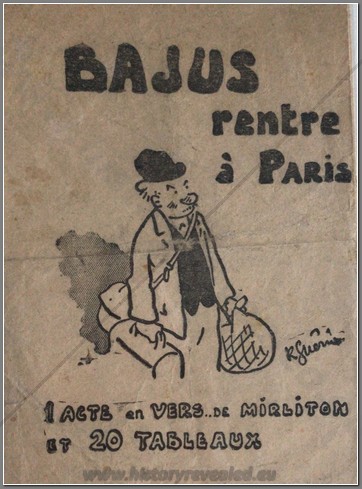 BAJUS
rentre
à PARIS
R Guérin
1 ACTE en VERS.. DE MIRLITON
ET 20 TABLEAUX
www.historyrevealed.eu